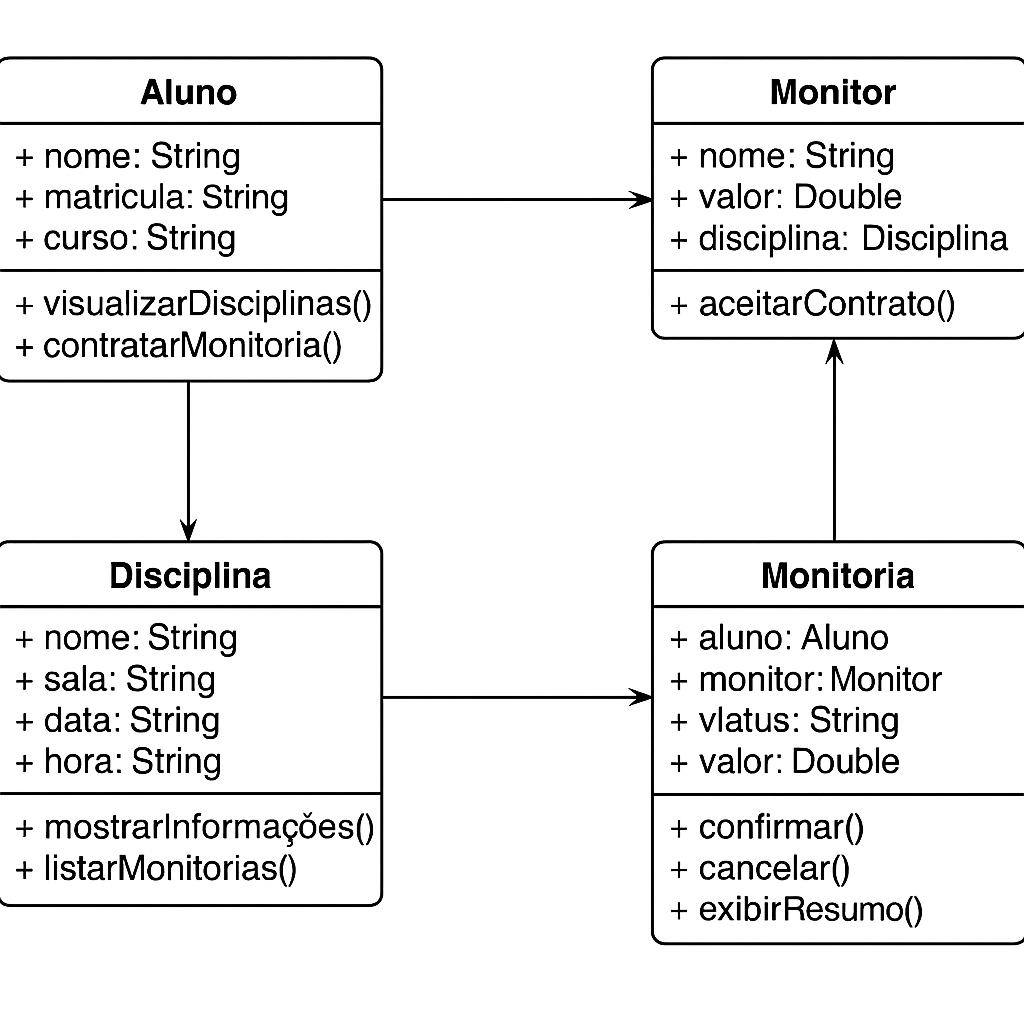 Aluno
+ nome: String
+ matricula: String
+ curso: String
+ visualizarDisciplinas()
+ contratarMonitoria()
Monitor
+ nome: String
+ valor: Double
+ disciplina: Disciplina
+ aceitarContrato()
Disciplina
+ nome: String
+ sala: String
+ data: String
+ hora: String
+ mostrarInformaçǒes()
+ listarMonitorias()
Monitoria
+ aluno: Aluno
+ monitor: Monitor
+ vlatus: String
+ valor: Double
+ confirmar()
+ cancelar()
+ exibirResumo()